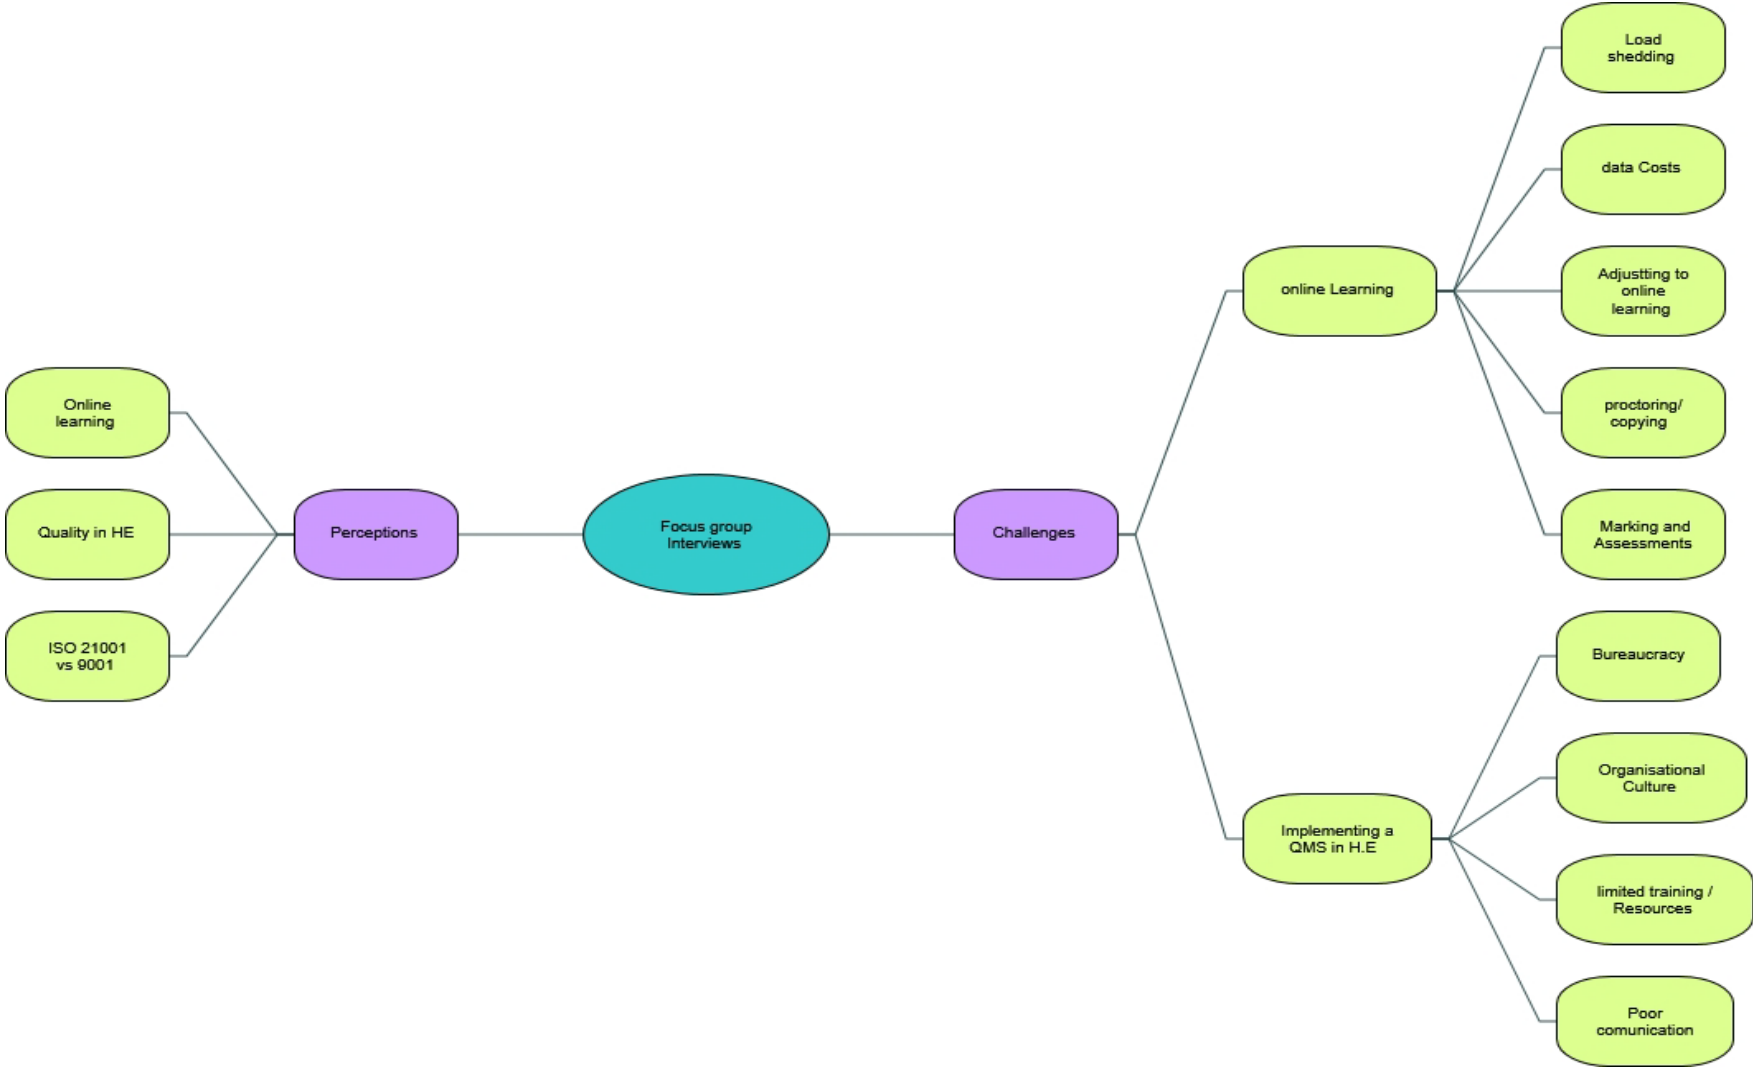 Load
shedding
data Costs
Adjustting to
online
learning
online Learning
proctoring/
copying
Marking and
Assessments
Online
learning
Quality in HE
ISO 21001
vs 9001
Perceptions
Focus group
Interviews
Challenges
Bureaucracy
Organisational
Culture
Implementing a
QMS in H.E
limited training /
Resources
Poor
comunication